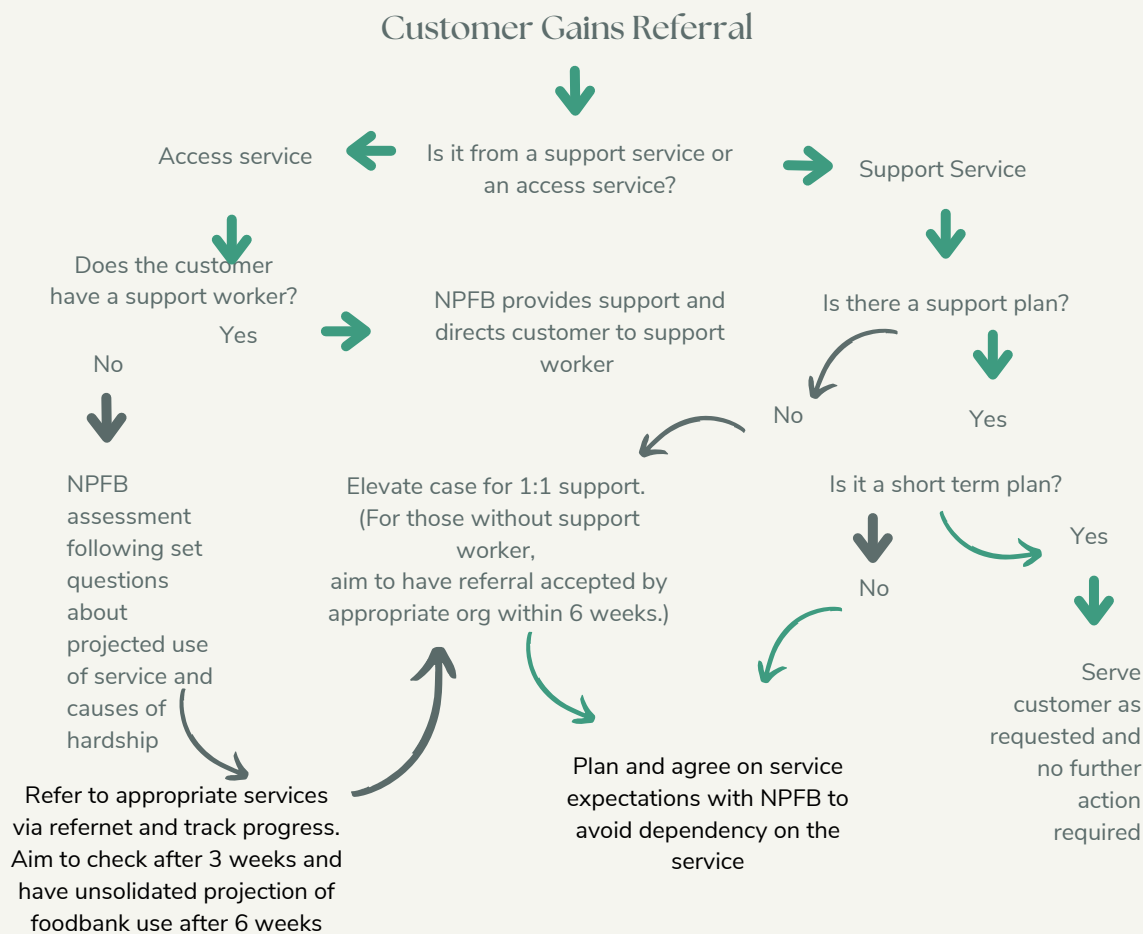 Customer Gains Referral
Is it from a support service or
an access service?
Access service
Support Service
Does the customer
have a support worker?
Yes
No
NPFB provides support and
directs customer to support
worker
Is there a support plan?
No
Yes
NPFB
assessment
following set
questions
about
projected use
of service and
causes of
hardship
Elevate case for 1:1 support.
(For those without support
worker,
aim to have referral accepted by
appropriate org within 6 weeks.)
Is it a short term plan?
Yes
No
Serve
customer as
requested and
no further
action
required
Refer to appropriate services
via refernet and track progress.
Aim to check after 3 weeks and
have unsolidated projection of
foodbank use after 6 weeks
Plan and agree on service
expectations with NPFB to
avoid dependency on the
service